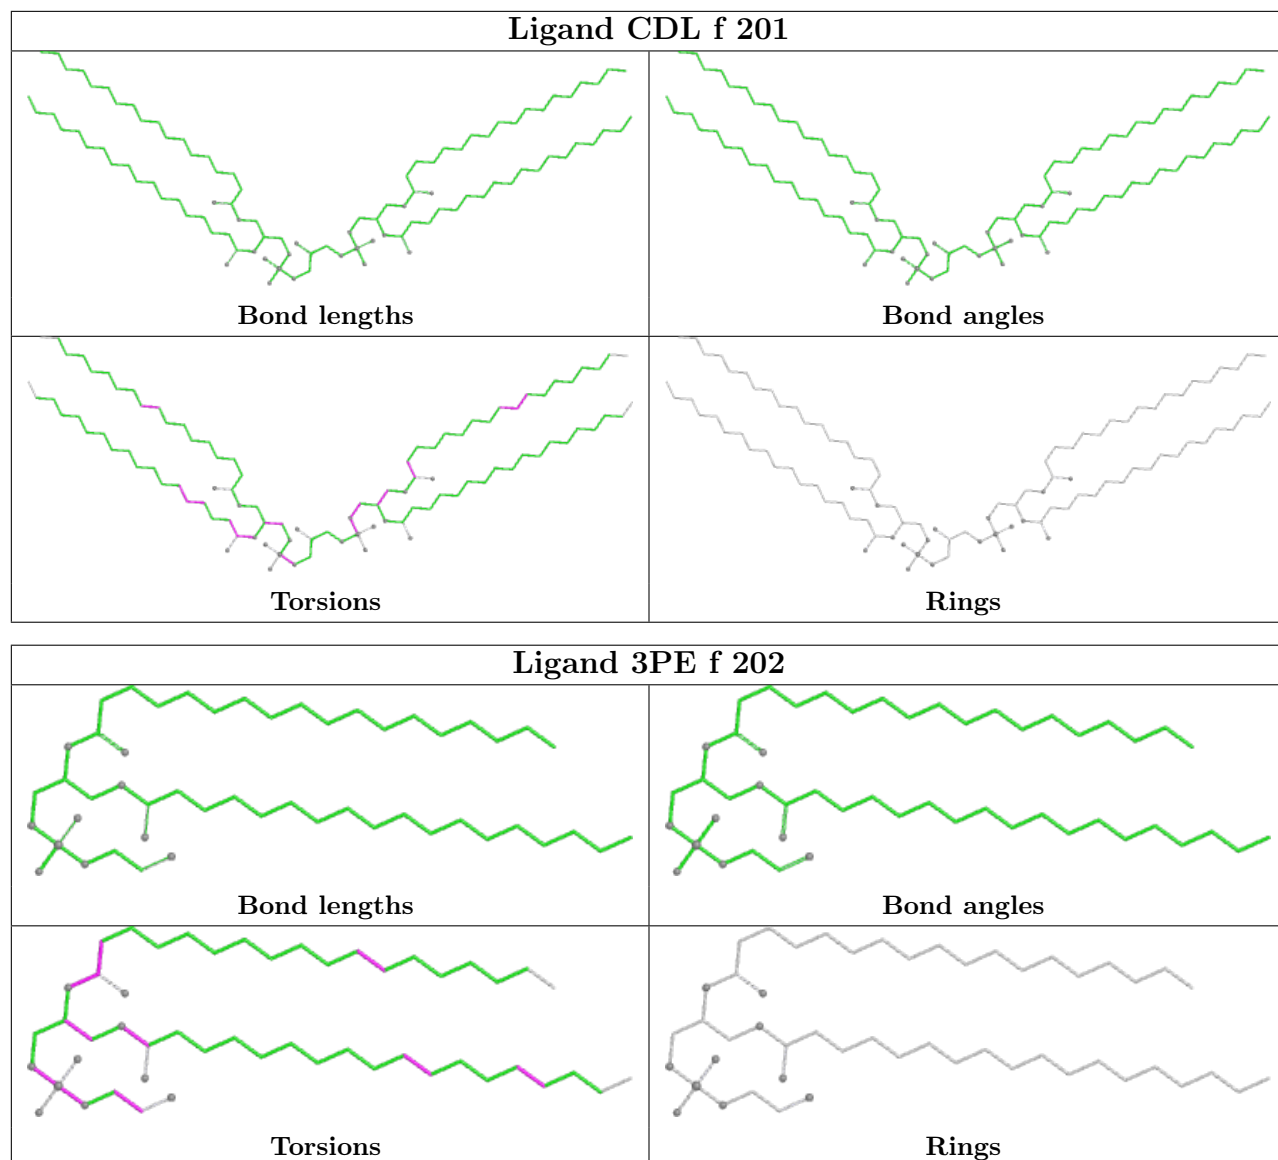 Ligand CDL f 201
Bond lengths
Bond angles
Torsions
Rings
Ligand 3PE f 202
Bond lengths
Bond angles
Torsions
Rings